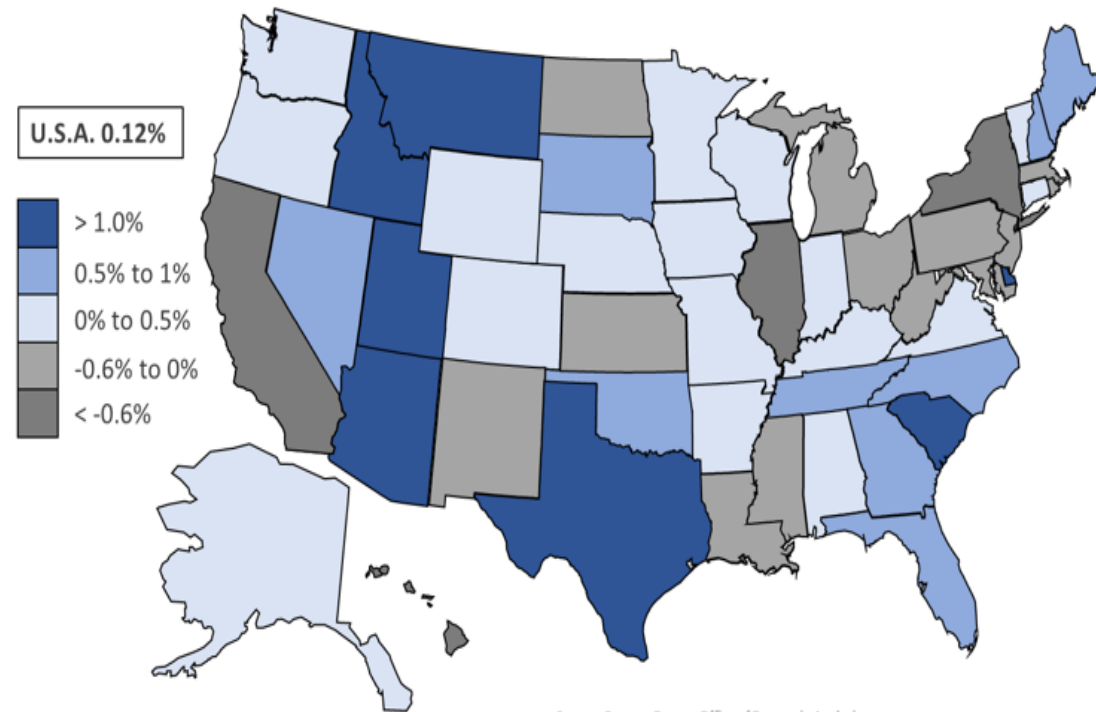 U.S.A. 0.12%
> 1.0%
0.5% to 1%
0% to 0.5%
-0.6% to 0%
< -0.6%